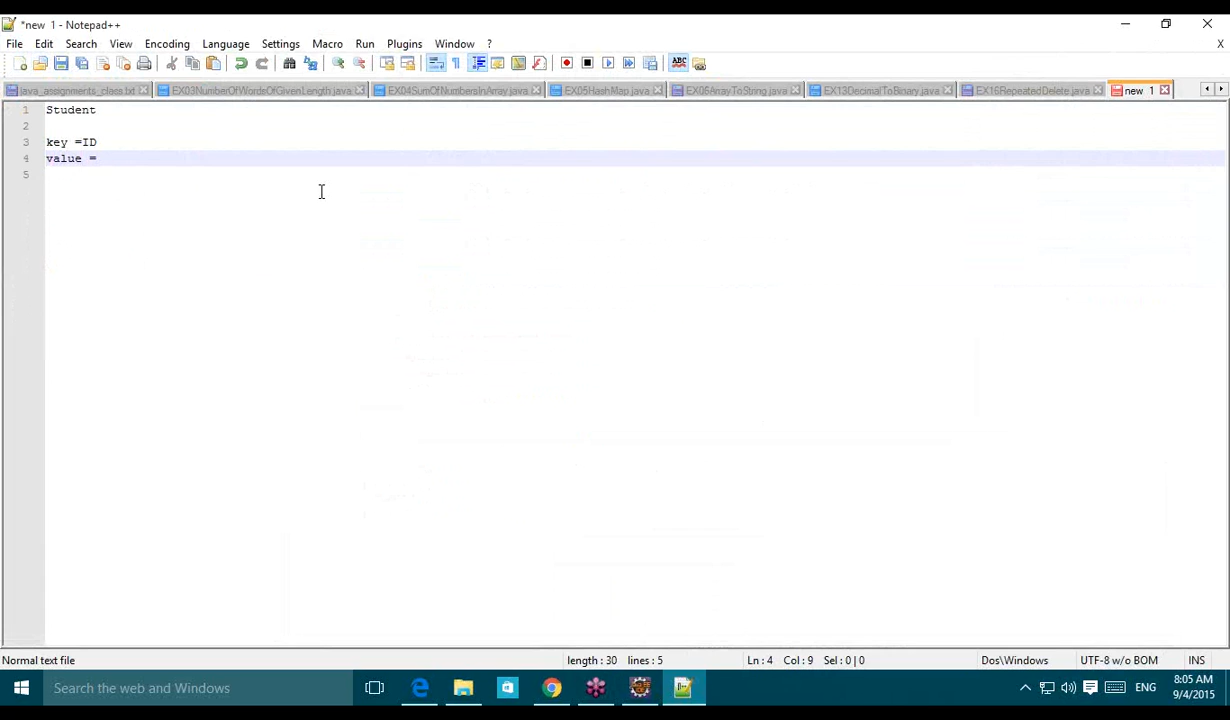 *new 1 - Notepad++
File Edit Search View Encoding Language Settings Macro Run Plugins Window ? X
java_assignments_class.txt EX03NumberOfWordsOfGivenLength.java EX04SumOfNumbersInArray.java EX05HashMap.java EX06ArrayToString.java EX13DecimalToBinary.java EX16RepeatedDelete.java new 1
1 Student
2
3 key =ID
4 value =
5
Normal text file length : 30 lines : 5 Ln : 4 Col : 9 Sel : 0 | 0 Dos\Windows UTF-8 w/o BOM INS
Search the web and Windows ENG 8:05 AM
9/4/2015